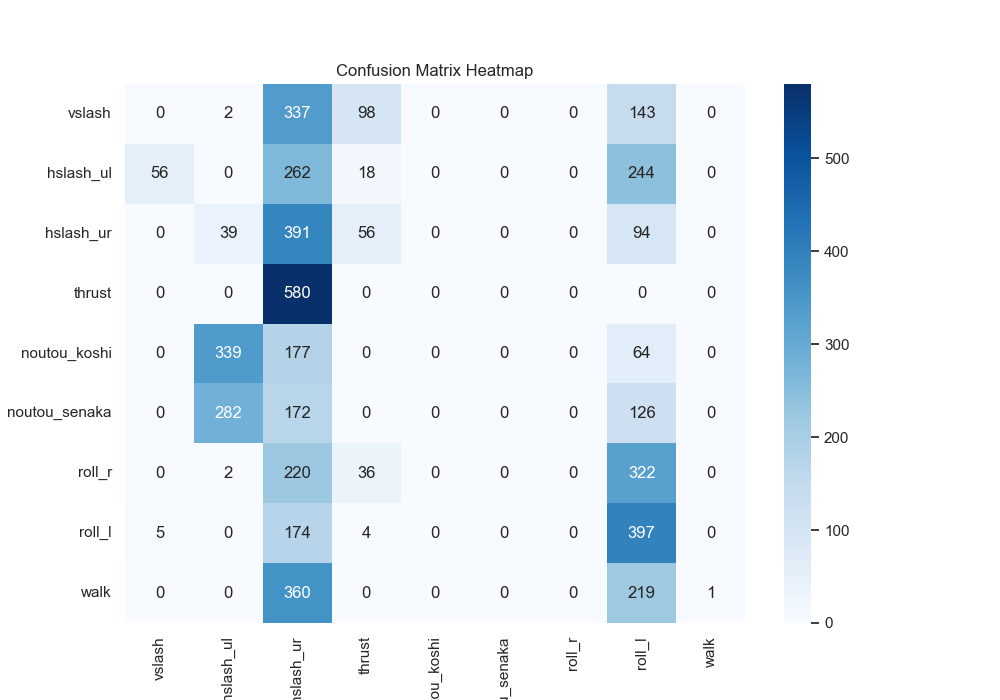 Confusion Matrix Heatmap
vslash 0 2 337 98 0 0 0 143 0
hslash_ul 56 0 262 18 0 0 0 244 0
hslash_ur 0 39 391 56 0 0 0 94 0
thrust 0 0 580 0 0 0 0 0 0
noutou_koshi 0 339 177 0 0 0 0 64 0
noutou_senaka 0 282 172 0 0 0 0 126 0
roll_r 0 2 220 36 0 0 0 322 0
roll_l 5 0 174 4 0 0 0 397 0
walk 0 0 360 0 0 0 0 219 1
vslash hslash_ul hslash_ur thrust ou_koshi u_senaka roll_r roll_l walk
500
400
300
200
100
0